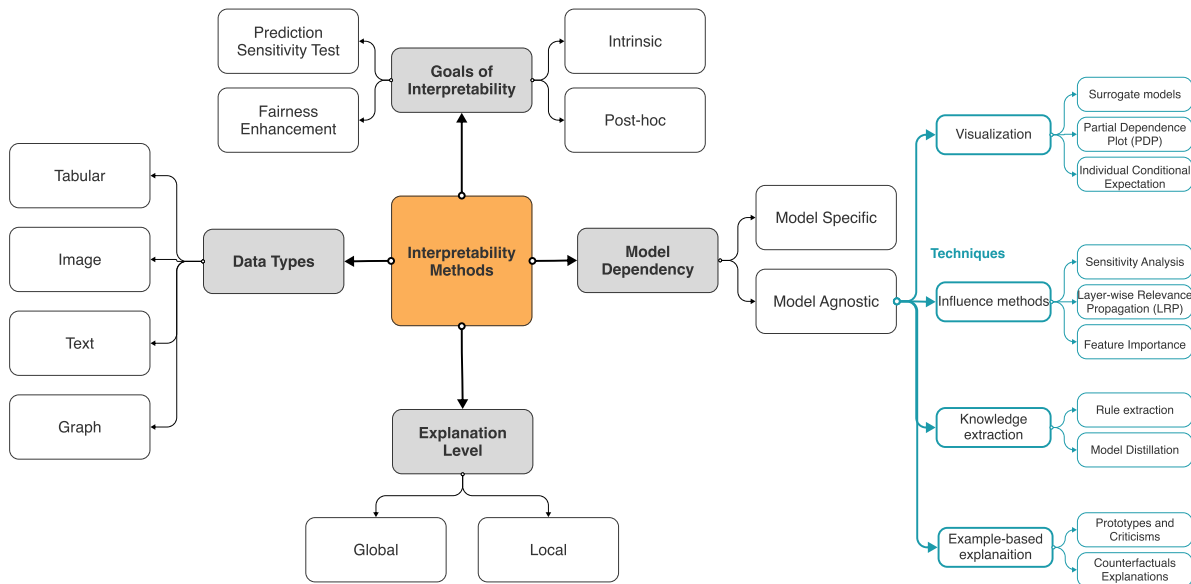 Prediction
Sensitivity Test
Fairness
Enhancement
Goals of
Interpretability
Intrinsic
Post-hoc
Tabular
Image
Text
Graph
Data Types
Interpretability
Methods
Model
Dependency
Model Specific
Model Agnostic
Explanation
Level
Global
Local
Techniques
Visualization
Surrogate models
Partial Dependence
Plot (PDP)
Individual Conditional
Expectation
Influence methods
Sensitivity Analysis
Layer-wise Relevance
Propagation (LRP)
Feature Importance
Knowledge
extraction
Rule extraction
Model Distillation
Example-based
explanaition
Prototypes and
Criticisms
Counterfactuals
Explanations